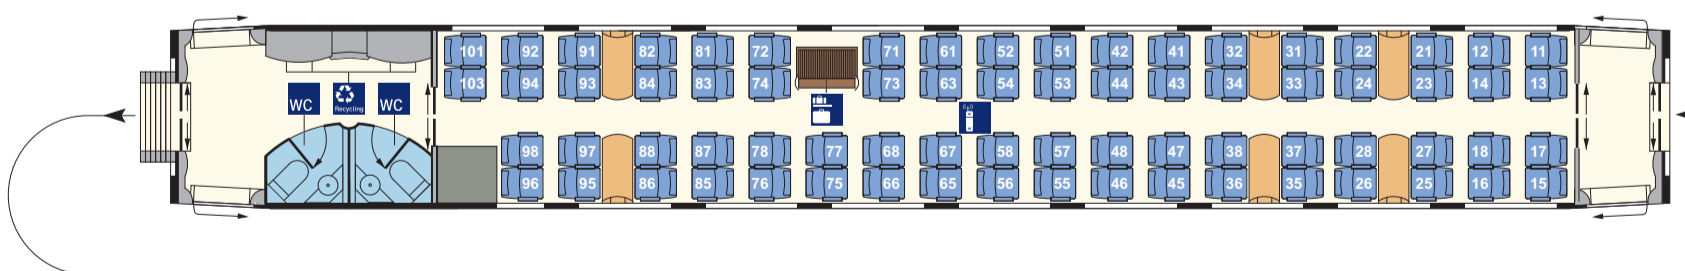 101 92 91 82 81 72 71 61 52 51 42 41 32 31 22 21 12 11
103 94 93 84 83 74 73 63 54 53 44 43 34 33 24 23 14 13
WC Recycling WC
98 97 88 87 78 77 68 67 58 57 48 47 38 37 28 27 18 17
96 95 86 85 76 75 66 65 56 55 46 45 36 35 26 25 16 15